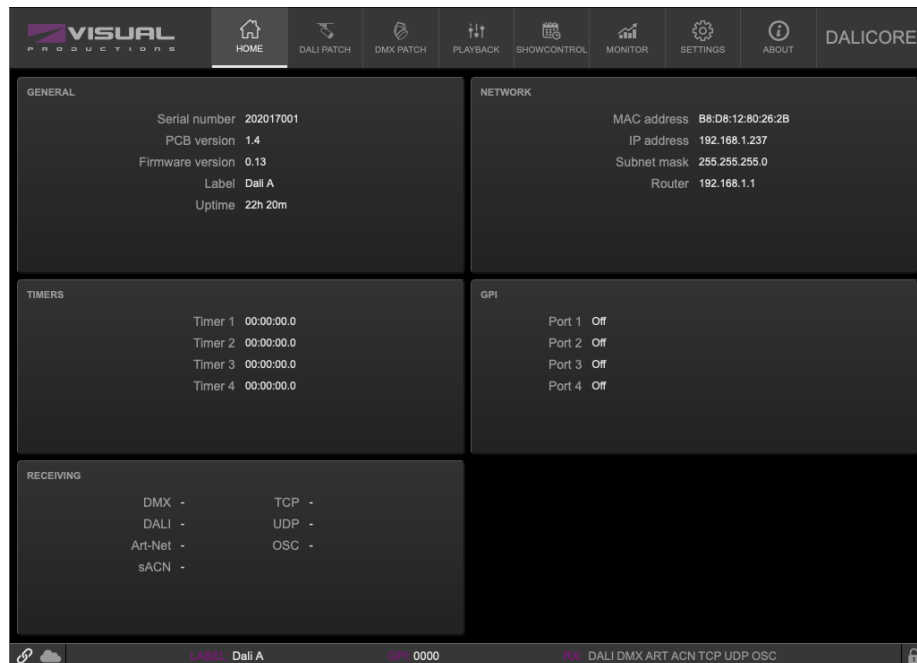 VISUAL
PRODUCTIONS
HOME
DALI PATCH
DMX PATCH
PLAYBACK
SHOWCONTROL
MONITOR
SETTINGS
ABOUT
DALICORE
GENERAL
Serial number 202017001
PCB version 1.4
Firmware version 0.13
Label Dali A
Uptime 22h 20m
NETWORK
MAC address B8:D8:12:80:26:2B
IP address 192.168.1.237
Subnet mask 255.255.255.0
Router 192.168.1.1
TIMERS
Timer 1 00:00:00.0
Timer 2 00:00:00.0
Timer 3 00:00:00.0
Timer 4 00:00:00.0
GPI
Port 1 Off
Port 2 Off
Port 3 Off
Port 4 Off
RECEIVING
DMX - TCP -
DALI - UDP -
Art-Net - OSC -
sACN -
LABEL Dali A GPI 0000 RX DALI DMX ART ACN TCP UDP OSC